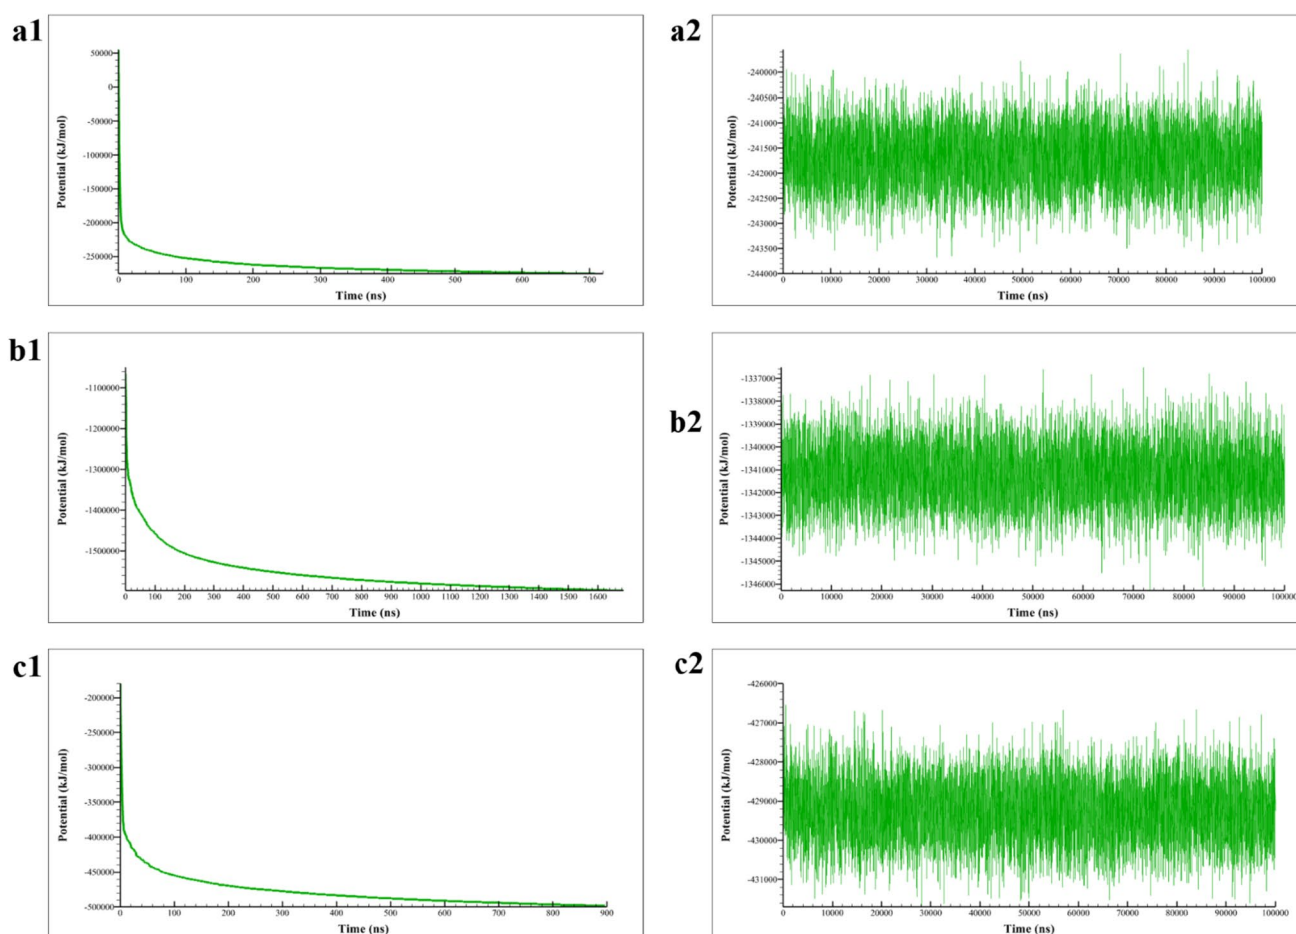 a1
50000
0
-50000
-100000
-150000
-200000
-250000
Potential (kJ/mol)
0 100 200 300 400 500 600 700
Time (ns)
a2
-240000
-240500
-241000
-241500
-242000
-242500
-243000
-243500
-244000
Potential (kJ/mol)
0 10000 20000 30000 40000 50000 60000 70000 80000 90000 100000
Time (ns)
b1
-1100000
-1200000
-1300000
-1400000
-1500000
Potential (kJ/mol)
0 100 200 300 400 500 600 700 800 900 1000 1100 1200 1300 1400 1500 1600
Time (ns)
b2
-1337000
-1338000
-1339000
-1340000
-1341000
-1342000
-1343000
-1344000
-1345000
-1346000
Potential (kJ/mol)
0 10000 20000 30000 40000 50000 60000 70000 80000 90000 100000
Time (ns)
c1
-200000
-250000
-300000
-350000
-400000
-450000
-500000
Potential (kJ/mol)
0 100 200 300 400 500 600 700 800 900
Time (ns)
c2
-426000
-427000
-428000
-429000
-430000
-431000
Potential (kJ/mol)
0 10000 20000 30000 40000 50000 60000 70000 80000 90000 100000
Time (ns)